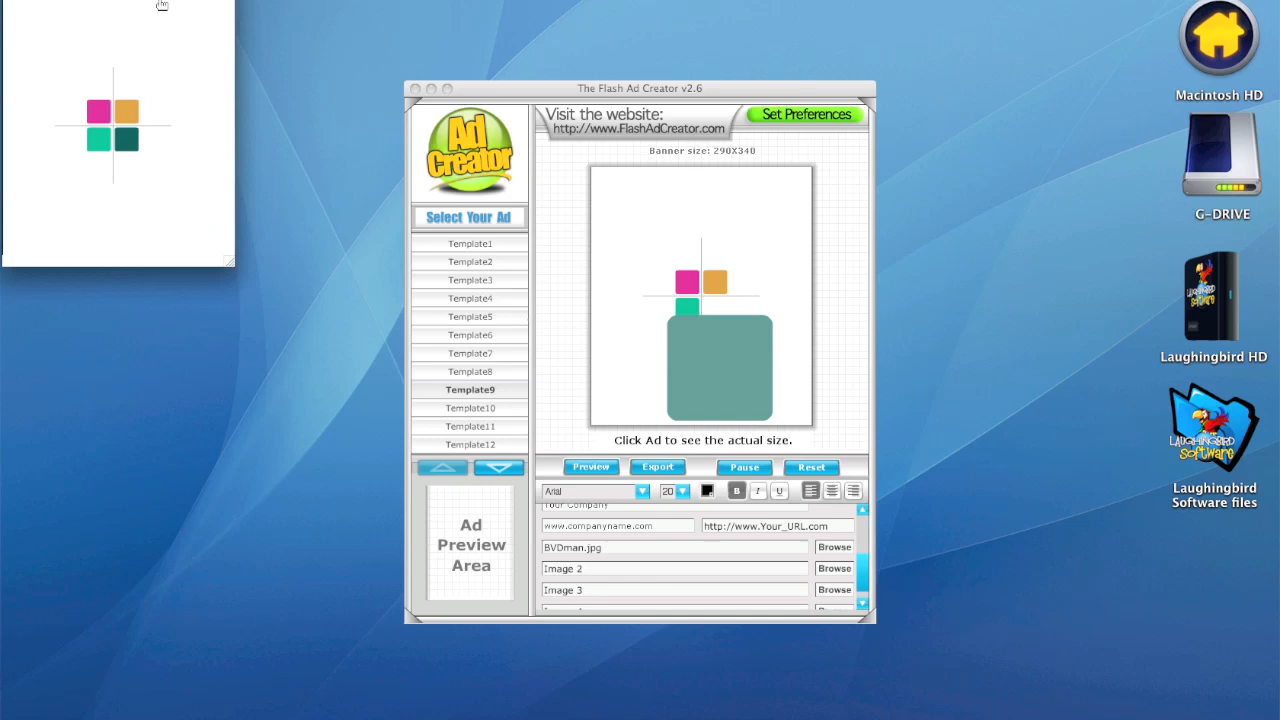 The Flash Ad Creator v2.6
Ad
Creator
Visit the website:
http://www.FlashAdCreator.com
Set Preferences
Banner size: 290X340
Select Your Ad
Template1
Template2
Template3
Template4
Template5
Template6
Template7
Template8
Template9
Template10
Template11
Template12
Click Ad to see the actual size.
Preview
Export
Pause
Reset
Arial
20
B
I
U
Your Company
www.companyname.com
http://www.Your_URL.com
BVDman.jpg
Browse
Image 2
Browse
Image 3
Browse
Ad
Preview
Area
Macintosh HD
G-DRIVE
LAUGHINGBIRD
SOFTWARE
Laughingbird HD
LAUGHINGBIRD
SOFTWARE
Laughingbird
Software files